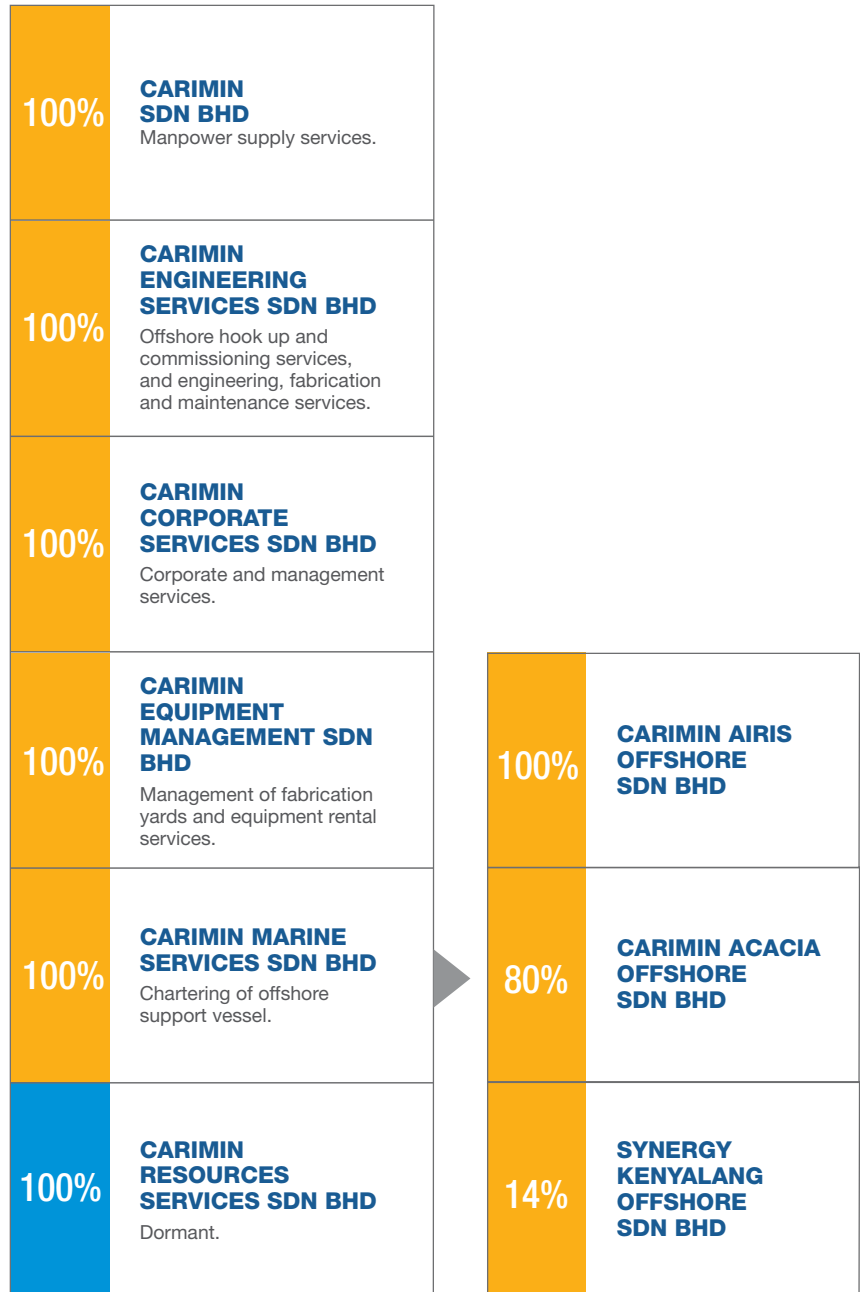 100%
CARIMIN
SDN BHD
Manpower supply services.
100%
CARIMIN
ENGINEERING
SERVICES SDN BHD
Offshore hook up and
commissioning services,
and engineering, fabrication
and maintenance services.
100%
CARIMIN
CORPORATE
SERVICES SDN BHD
Corporate and management
services.
100%
CARIMIN
EQUIPMENT
MANAGEMENT SDN
BHD
Management of fabrication
yards and equipment rental
services.
100%
CARIMIN MARINE
SERVICES SDN BHD
Chartering of offshore
support vessel.
100%
CARIMIN
RESOURCES
SERVICES SDN BHD
Dormant.
100%
CARIMIN AIRIS
OFFSHORE
SDN BHD
80%
CARIMIN ACACIA
OFFSHORE
SDN BHD
14%
SYNERGY
KENYALANG
OFFSHORE
SDN BHD